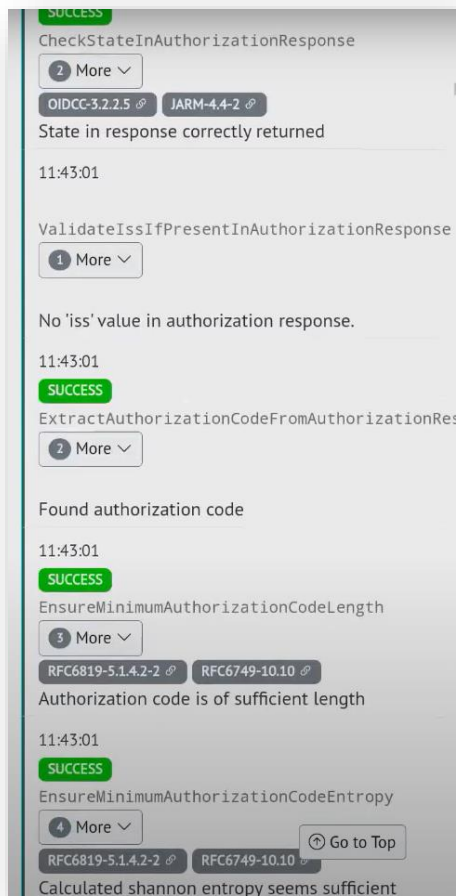 SUCCESS
CheckStateInAuthorizationResponse
2 More
OIDCC-3.2.2.5 JARM-4.4-2
State in response correctly returned
11:43:01
ValidateIssIfPresentInAuthorizationResponse
1 More
No 'iss' value in authorization response.
11:43:01
SUCCESS
ExtractAuthorizationCodeFromAuthorizationRes
2 More
Found authorization code
11:43:01
SUCCESS
EnsureMinimumAuthorizationCodeLength
3 More
RFC6819-5.1.4.2-2 RFC6749-10.10
Authorization code is of sufficient length
11:43:01
SUCCESS
EnsureMinimumAuthorizationCodeEntropy
4 More
Go to Top
RFC6819-5.1.4.2-2 RFC6749-10.10
Calculated shannon entropy seems sufficient